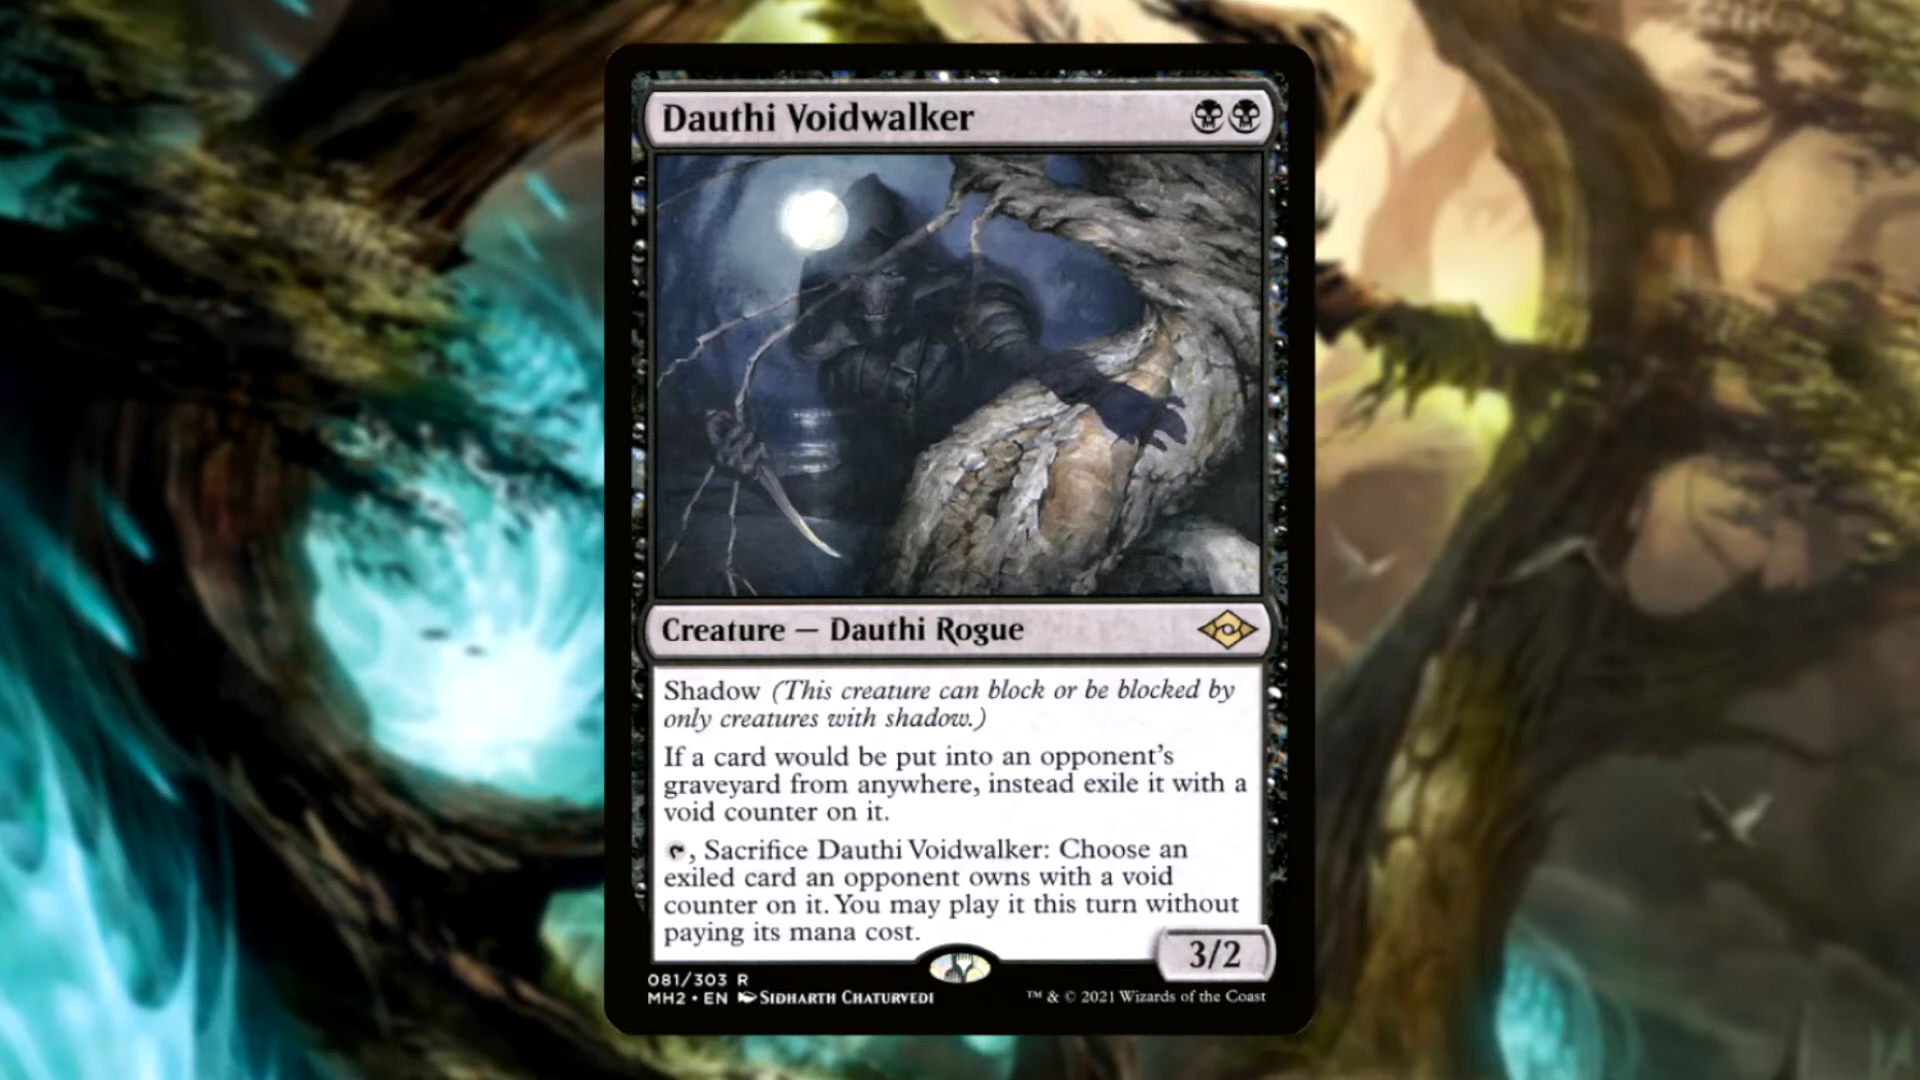 Dauthi Voidwalker
Creature — Dauthi Rogue
Shadow (This creature can block or be blocked by
only creatures with shadow.)
If a card would be put into an opponent's
graveyard from anywhere, instead exile it with a
void counter on it.
, Sacrifice Dauthi Voidwalker: Choose an
exiled card an opponent owns with a void
counter on it. You may play it this turn without
paying its mana cost.
3/2
081/303 R
MH2 • EN Sidharth Chaturvedi
™ & © 2021 Wizards of the Coast